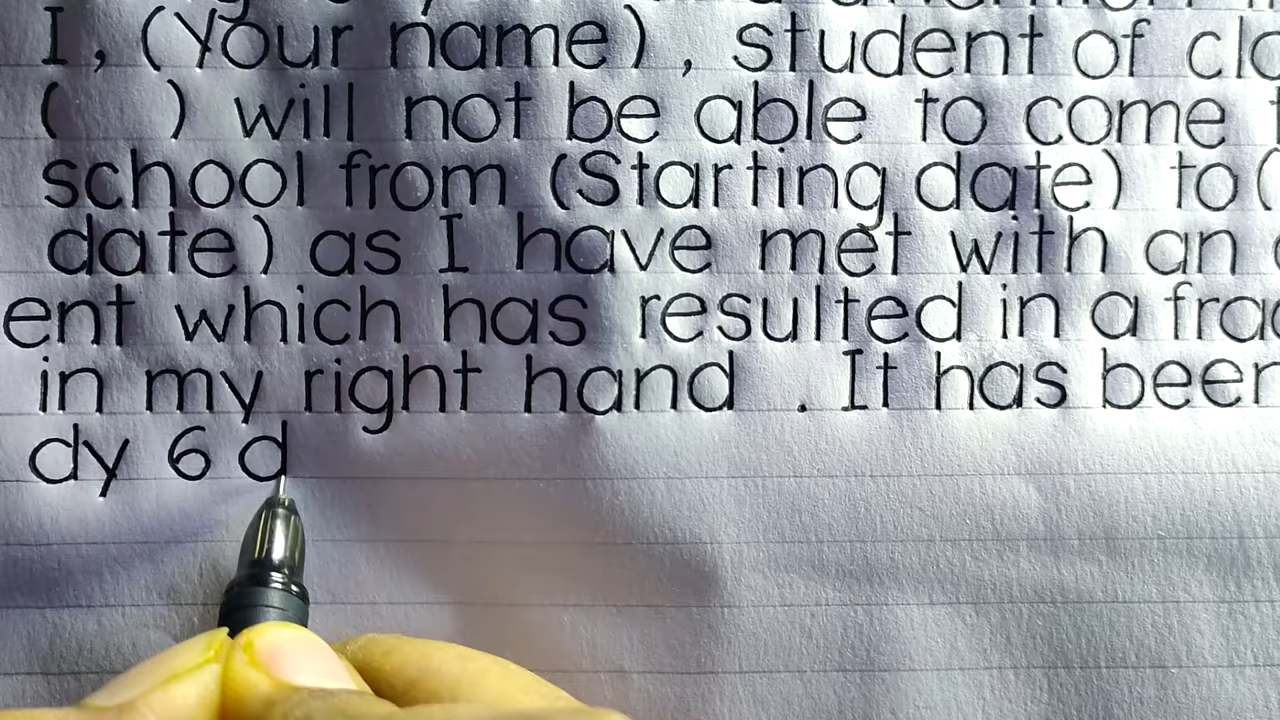 I, (Your name), student of cla
( ) will not be able to come t
school from (Starting date) to (
date) as I have met with an
ent which has resulted in a frac
in my right hand . It has been
dy 6 d